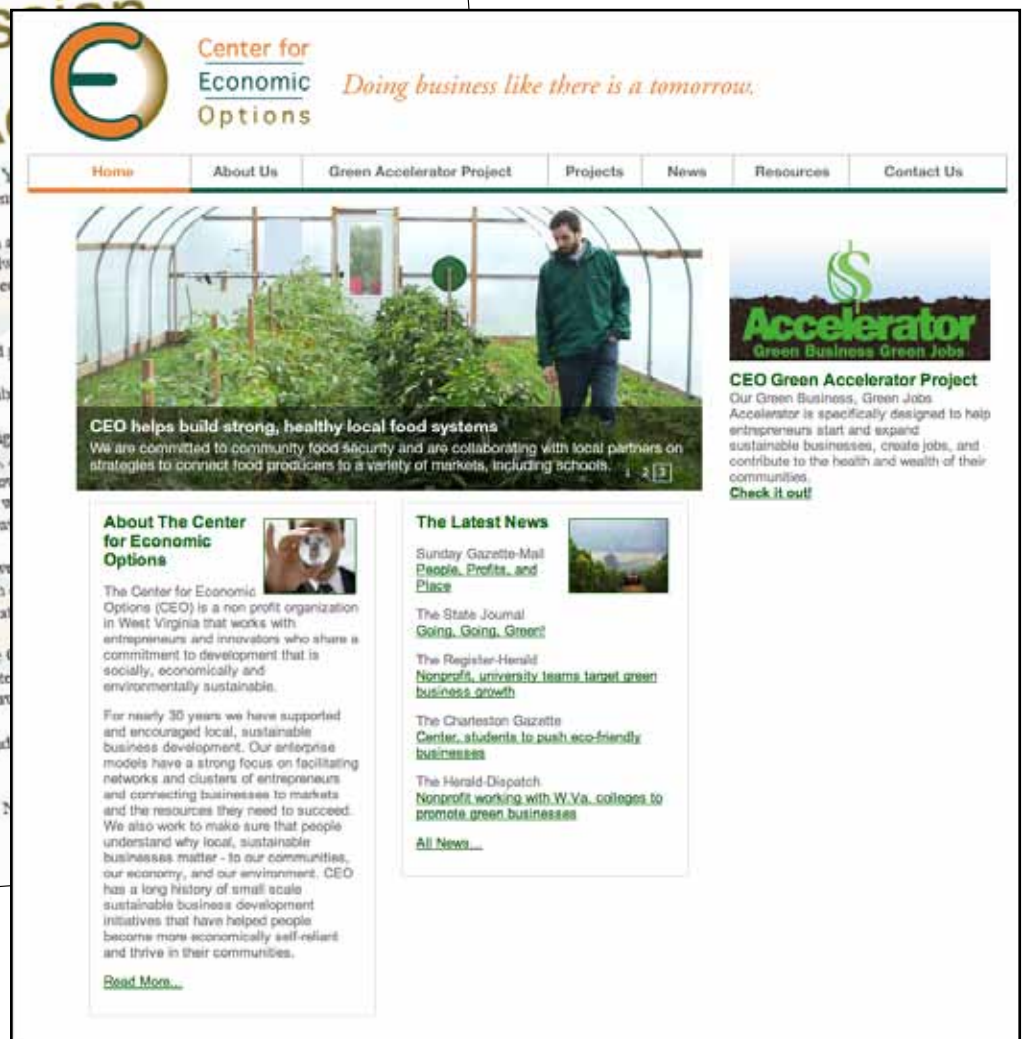 Center for
Economic
Options
Doing business like there is a tomorrow.
Home
About Us
Green Accelerator Project
Projects
News
Resources
Contact Us
CEO helps build strong, healthy local food systems
We are committed to community food security and are collaborating with local partners on
strategies to connect food producers to a variety of markets, including schools.
1 2 3
Accelerator
Green Business Green Jobs
CEO Green Accelerator Project
Our Green Business, Green Jobs
Accelerator is specifically designed to help
entrepreneurs start and expand
sustainable businesses, create jobs, and
contribute to the health and wealth of their
communities.
Check it out!
About The Center
for Economic
Options
The Center for Economic
Options (CEO) is a non profit organization
in West Virginia that works with
entrepreneurs and innovators who share a
commitment to development that is
socially, economically and
environmentally sustainable.
For nearly 30 years we have supported
and encouraged local, sustainable
business development. Our enterprise
models have a strong focus on facilitating
networks and clusters of entrepreneurs
and connecting businesses to markets
and the resources they need to succeed.
We also work to make sure that people
understand why local, sustainable
businesses matter - to our communities,
our economy, and our environment. CEO
has a long history of small scale
sustainable business development
initiatives that have helped people
become more economically self-reliant
and thrive in their communities.
Read More...
The Latest News
Sunday Gazette-Mail
People, Profits, and
Place
The State Journal
Going, Going, Green!
The Register-Herald
Nonprofit, university teams target green
business growth
The Charleston Gazette
Center, students to push eco-friendly
businesses
The Herald-Dispatch
Nonprofit working with W.Va. colleges to
promote green businesses
All News...